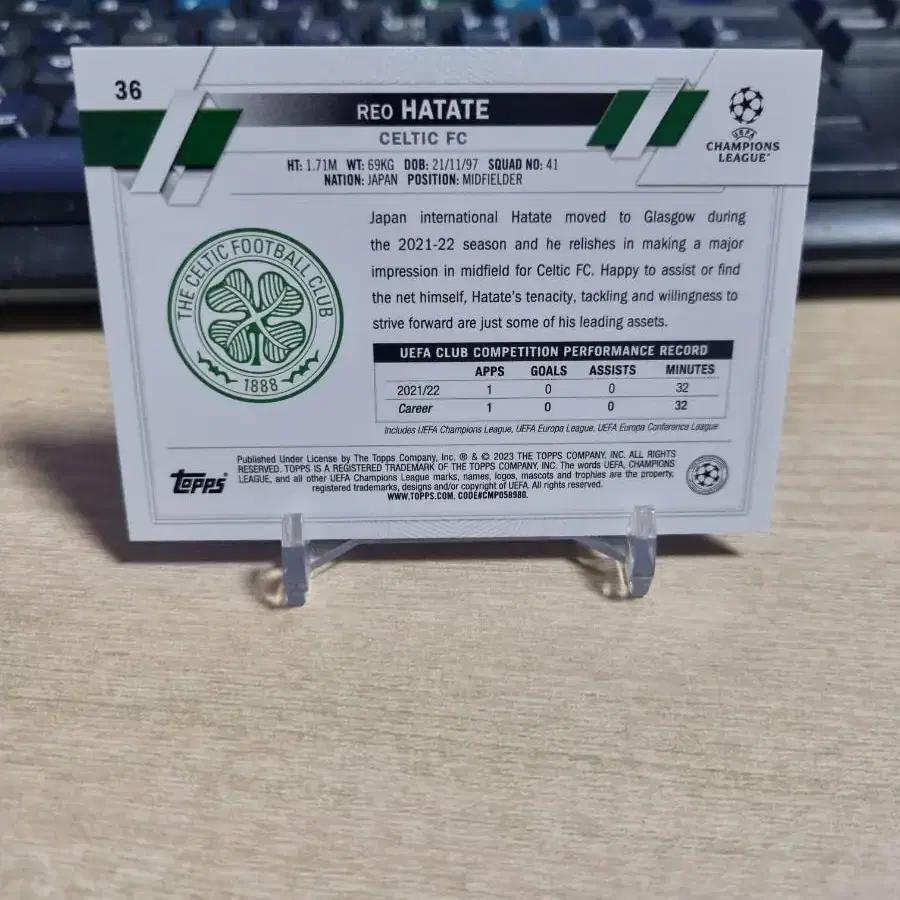 36
REO HATATE
CELTIC FC
HT: 1.71M WT: 69KG DOB: 21/11/97 SQUAD NO: 41
NATION: JAPAN POSITION: MIDFIELDER
UEFA
CHAMPIONS
LEAGUE®
THE CELTIC FOOTBALL CLUB
1888
Japan international Hatate moved to Glasgow during
the 2021-22 season and he relishes in making a major
impression in midfield for Celtic FC. Happy to assist or find
the net himself, Hatate's tenacity, tackling and willingness to
strive forward are just some of his leading assets.
UEFA CLUB COMPETITION PERFORMANCE RECORD
APPS GOALS ASSISTS MINUTES
2021/22 1 0 0 32
Career 1 0 0 32
Includes UEFA Champions League, UEFA Europa League, UEFA Europa Conference League
topps®
Published Under License by The Topps Company, Inc. ® & © 2023 THE TOPPS COMPANY, INC. ALL RIGHTS
RESERVED. TOPPS IS A REGISTERED TRADEMARK OF THE TOPPS COMPANY, INC. The words UEFA, CHAMPIONS
LEAGUE, and all other UEFA Champions League marks, names, logos, mascots and trophies are the property,
registered trademarks, designs and/or copyright of UEFA. All rights reserved.
WWW.TOPPS.COM. CODE#CMP058980.